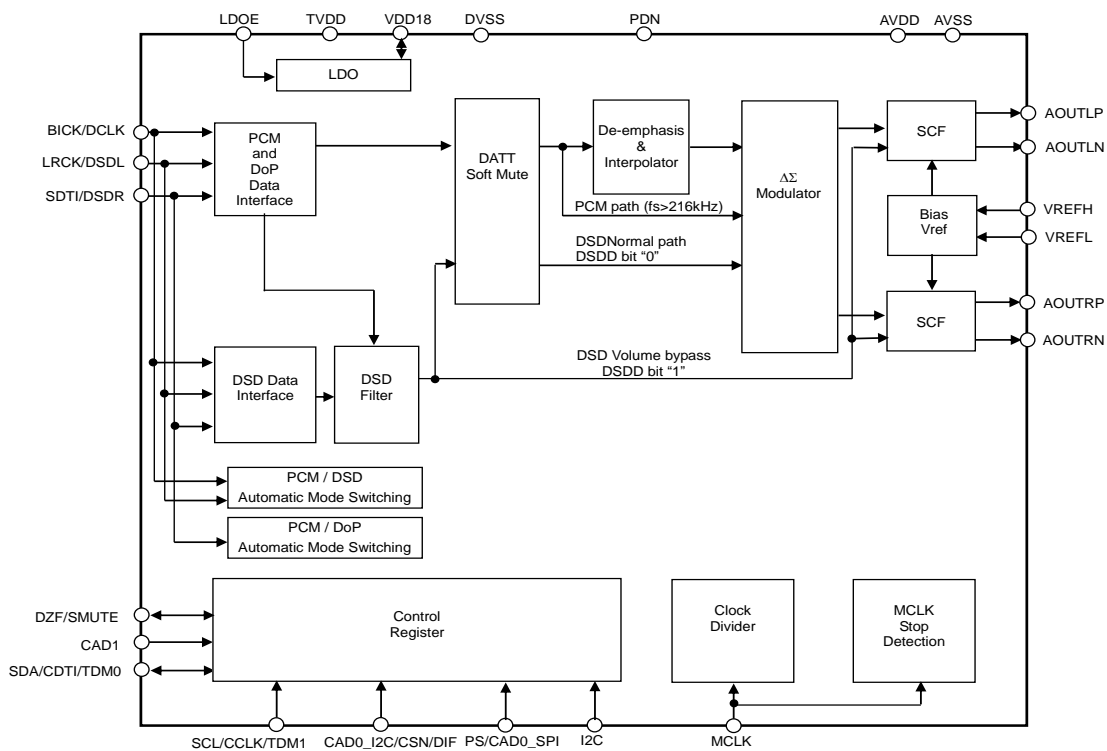 LDOE
TVDD
VDD18
DVSS
PDN
AVDD
AVSS
LDO
BICK/DCLK
LRCK/DSDL
SDTI/DSDR
PCM
and
DoP
Data
Interface
DATT
Soft Mute
De-emphasis
&
Interpolator
PCM path (fs>216kHz)
DSDNormal path
DSDD bit “0”
ΔΣ
Modulator
SCF
AOUTLP
AOUTLN
Bias
Vref
VREFH
VREFL
SCF
AOUTRP
AOUTRN
DSD Data
Interface
DSD
Filter
DSD Volume bypass
DSDD bit “1”
PCM / DSD
Automatic Mode Switching
PCM / DoP
Automatic Mode Switching
DZF/SMUTE
CAD1
SDA/CDTI/TDM0
Control
Register
Clock
Divider
MCLK
Stop
Detection
SCL/CCLK/TDM1
CAD0_I2C/CSN/DIF
PS/CAD0_SPI
I2C
MCLK